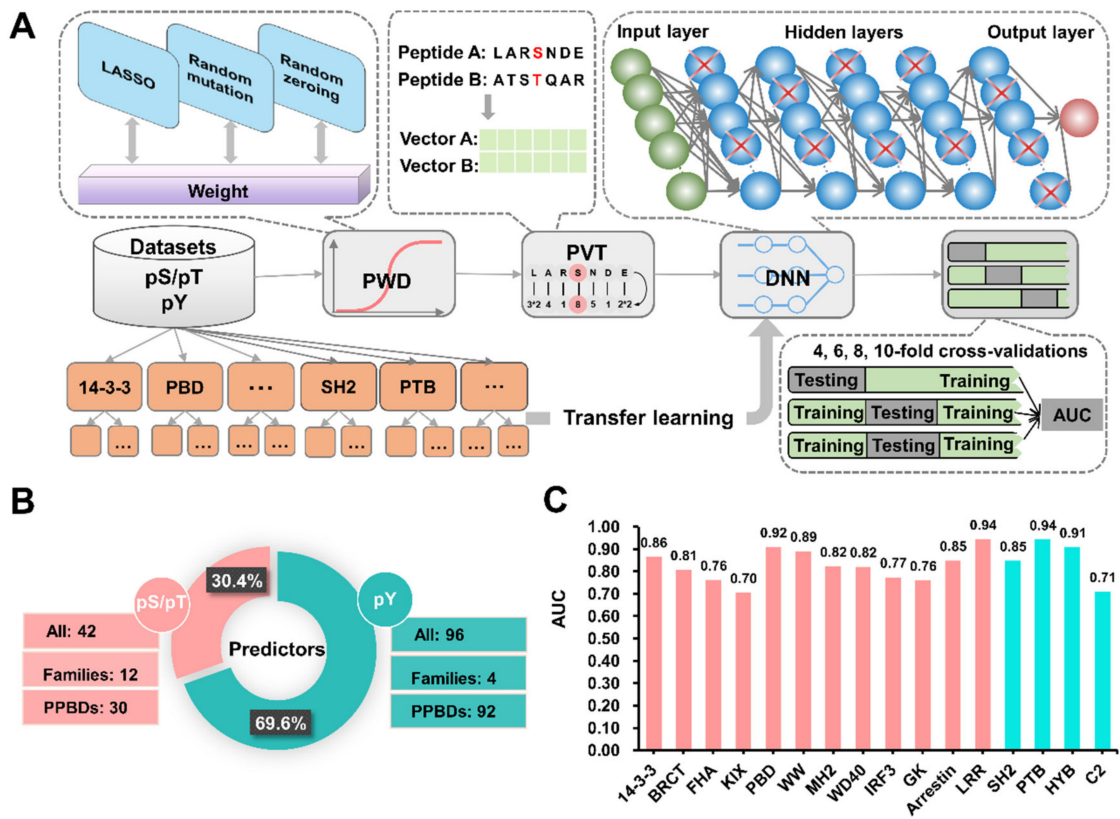 A
LASSO
Random mutation
Random zeroing
Weight
Peptide A: L A R S N D E
Peptide B: A T S T Q A R
Vector A:
Vector B:
Input layer
Hidden layers
Output layer
Datasets
pS/pT
pY
PWD
PVT
L A R S N D E
3*2 4 1 8 5 1 2*2
DNN
14-3-3
PBD
...
SH2
PTB
...
...
...
...
...
...
...
...
Transfer learning
4, 6, 8, 10-fold cross-validations
Testing Training
Training Testing Training
Training Testing Training
AUC
B
pS/pT
All: 42
Families: 12
PPBDs: 30
30.4%
Predictors
69.6%
pY
All: 96
Families: 4
PPBDs: 92
C
AUC
1.00
0.90
0.80
0.70
0.60
0.50
0.40
0.30
0.20
0.10
0.00
0.86
0.81
0.76
0.70
0.92
0.89
0.82
0.82
0.77
0.76
0.85
0.94
0.85
0.94
0.91
0.71
14-3-3
BRCT
FHA
KIX
PBD
WW
MH2
WD40
IRF3
GK
Arrestin
LRR
SH2
PTB
HYB
C2